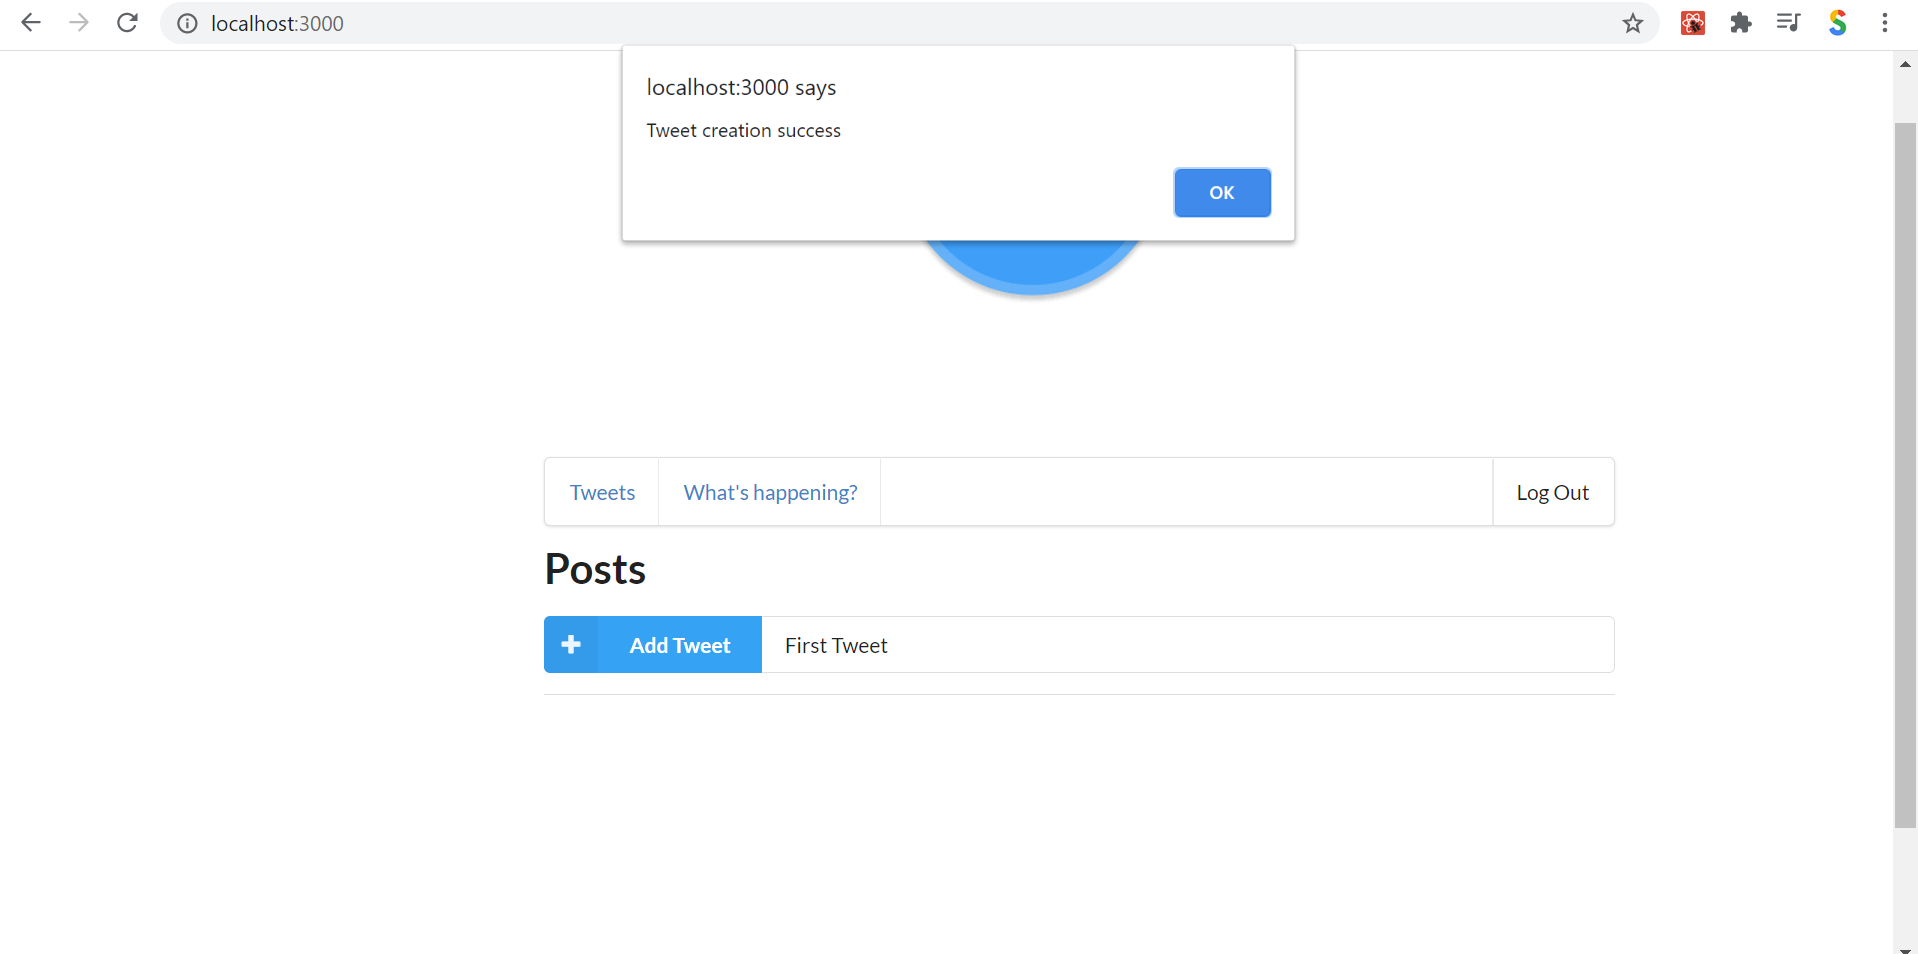 localhost:3000
localhost:3000 says
Tweet creation success
OK
Tweets What's happening? Log Out
Posts
Add Tweet First Tweet